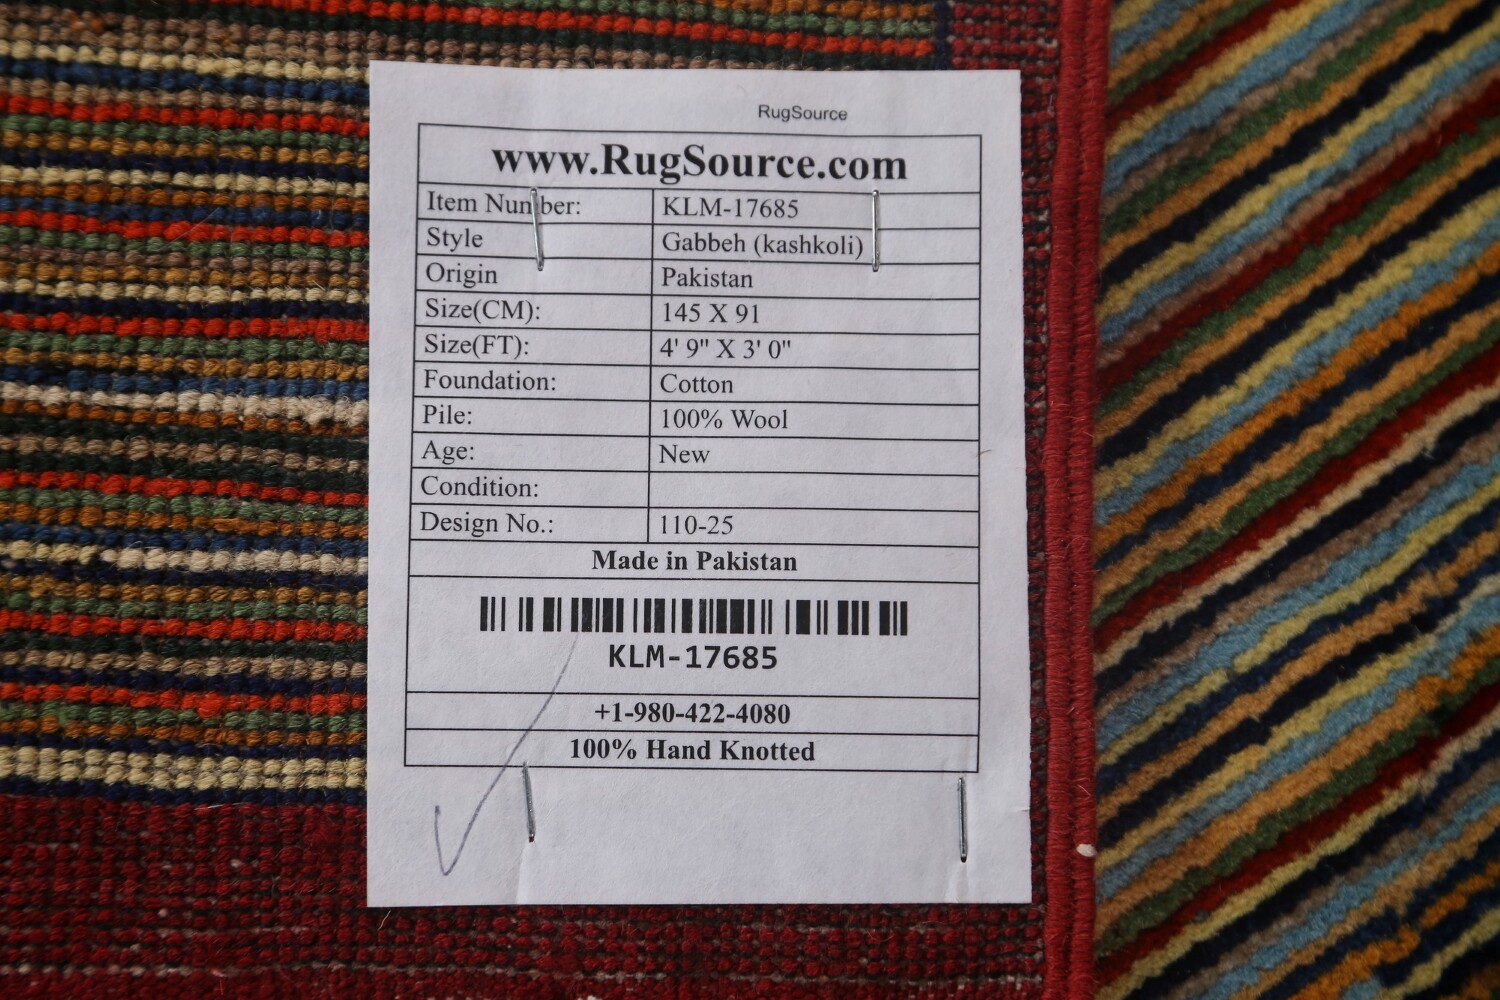 RugSource
www.RugSource.com
Item Number: KLM-17685
Style Gabbeh (kashkoli)
Origin Pakistan
Size(CM): 145 X 91
Size(FT): 4' 9" X 3' 0"
Foundation: Cotton
Pile: 100% Wool
Age: New
Condition:
Design No.: 110-25
Made in Pakistan
KLM-17685
+1-980-422-4080
100% Hand Knotted